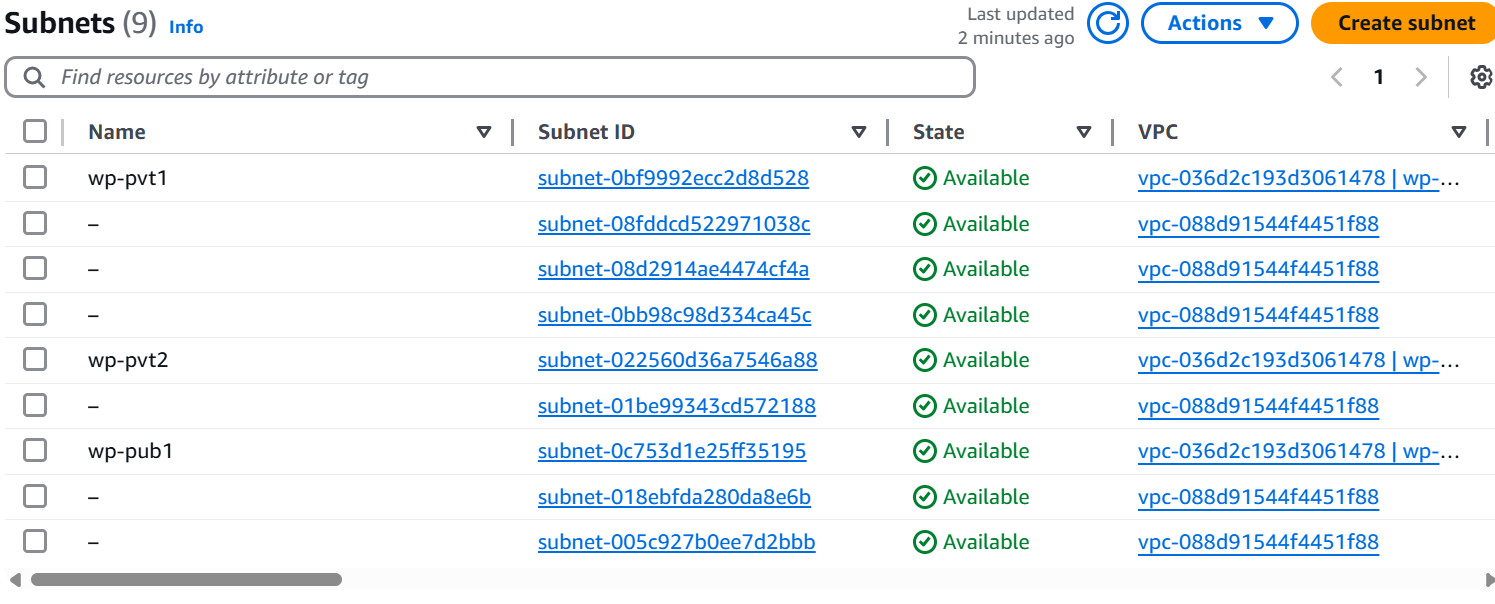 Subnets (9) Info
Last updated
2 minutes ago
Actions
Create subnet
Find resources by attribute or tag
1
Name Subnet ID State VPC
wp-pvt1 subnet-0bf9992ecc2d8d528 Available vpc-036d2c193d3061478 | wp-...
– subnet-08fddcd522971038c Available vpc-088d91544f4451f88
– subnet-08d2914ae4474cf4a Available vpc-088d91544f4451f88
– subnet-0bb98c98d334ca45c Available vpc-088d91544f4451f88
wp-pvt2 subnet-022560d36a7546a88 Available vpc-036d2c193d3061478 | wp-...
– subnet-01be99343cd572188 Available vpc-088d91544f4451f88
wp-pub1 subnet-0c753d1e25ff35195 Available vpc-036d2c193d3061478 | wp-...
– subnet-018ebfda280da8e6b Available vpc-088d91544f4451f88
– subnet-005c927b0ee7d2bbb Available vpc-088d91544f4451f88